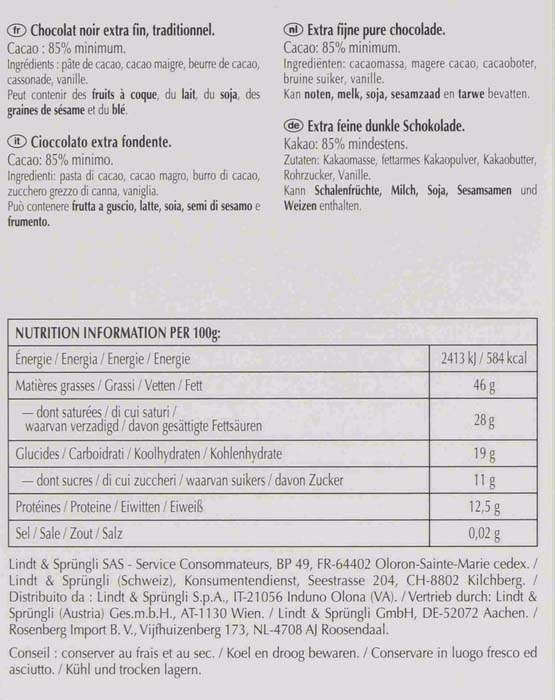 fr Chocolat noir extra fin, traditionnel.
Cacao : 85% minimum.
Ingrédients : pâte de cacao, cacao maigre, beurre de cacao,
cassonade, vanille.
Peut contenir des fruits à coque, du lait, du soja, des
graines de sésame et du blé.
it Cioccolato extra fondente.
Cacao: 85% minimo.
Ingredienti: pasta di cacao, cacao magro, burro di cacao,
zucchero grezzo di canna, vaniglia.
Può contenere frutta a guscio, latte, soia, semi di sesamo e
frumento.
nl Extra fijne pure chocolade.
Cacao: 85% minimum.
Ingrediënten: cacaomassa, magere cacao, cacaoboter,
bruine suiker, vanille.
Kan noten, melk, soja, sesamzaad en tarwe bevatten.
de Extra feine dunkle Schokolade.
Kakao: 85% mindestens.
Zutaten: Kakaomasse, fettarmes Kakaopulver, Kakaobutter,
Rohrzucker, Vanille.
Kann Schalenfrüchte, Milch, Soja, Sesamsamen und
Weizen enthalten.
NUTRITION INFORMATION PER 100g:
Énergie / Energia / Energie / Energie 2413 kJ / 584 kcal
Matières grasses / Grassi / Vetten / Fett 46 g
— dont saturées / di cui saturi /
waarvan verzadigd / davon gesättigte Fettsäuren 28 g
Glucides / Carboidrati / Koolhydraten / Kohlenhydrate 19 g
— dont sucres / di cui zuccheri / waarvan suikers / davon Zucker 11 g
Protéines / Proteine / Eiwitten / Eiweiß 12,5 g
Sel / Sale / Zout / Salz 0,02 g
Lindt & Sprüngli SAS - Service Consommateurs, BP 49, FR-64402 Oloron-Sainte-Marie cedex. /
Lindt & Sprüngli (Schweiz), Konsumentendienst, Seestrasse 204, CH-8802 Kilchberg. /
Distribuito da : Lindt & Sprüngli S.p.A., IT-21056 Induno Olona (VA). / Vertrieb durch: Lindt &
Sprüngli (Austria) Ges.m.b.H., AT-1130 Wien. / Lindt & Sprüngli GmbH, DE-52072 Aachen. /
Rosenberg Import B. V., Vijfhuizenberg 173, NL-4708 AJ Roosendaal.
Conseil : conserver au frais et au sec. / Koel en droog bewaren. / Conservare in luogo fresco ed
asciutto. / Kühl und trocken lagern.